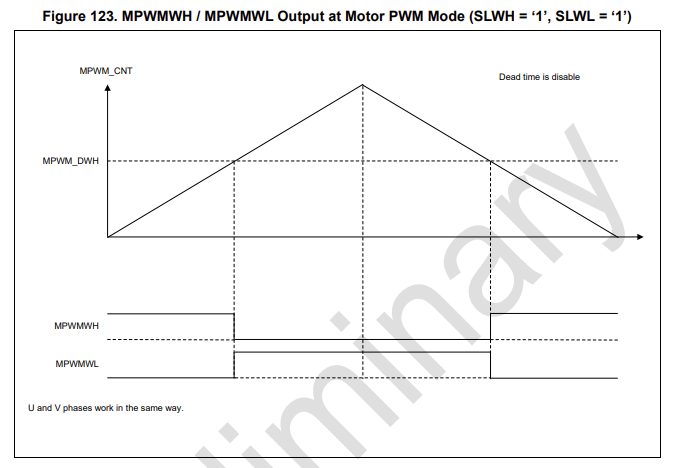 Figure 123. MPWMWH / MPWMWL Output at Motor PWM Mode (SLWH = ‘1’, SLWL = ‘1’)
MPWM_CNT
Dead time is disable
MPWM_DWH
MPWMWH
MPWMWL
U and V phases work in the same way.
liminary